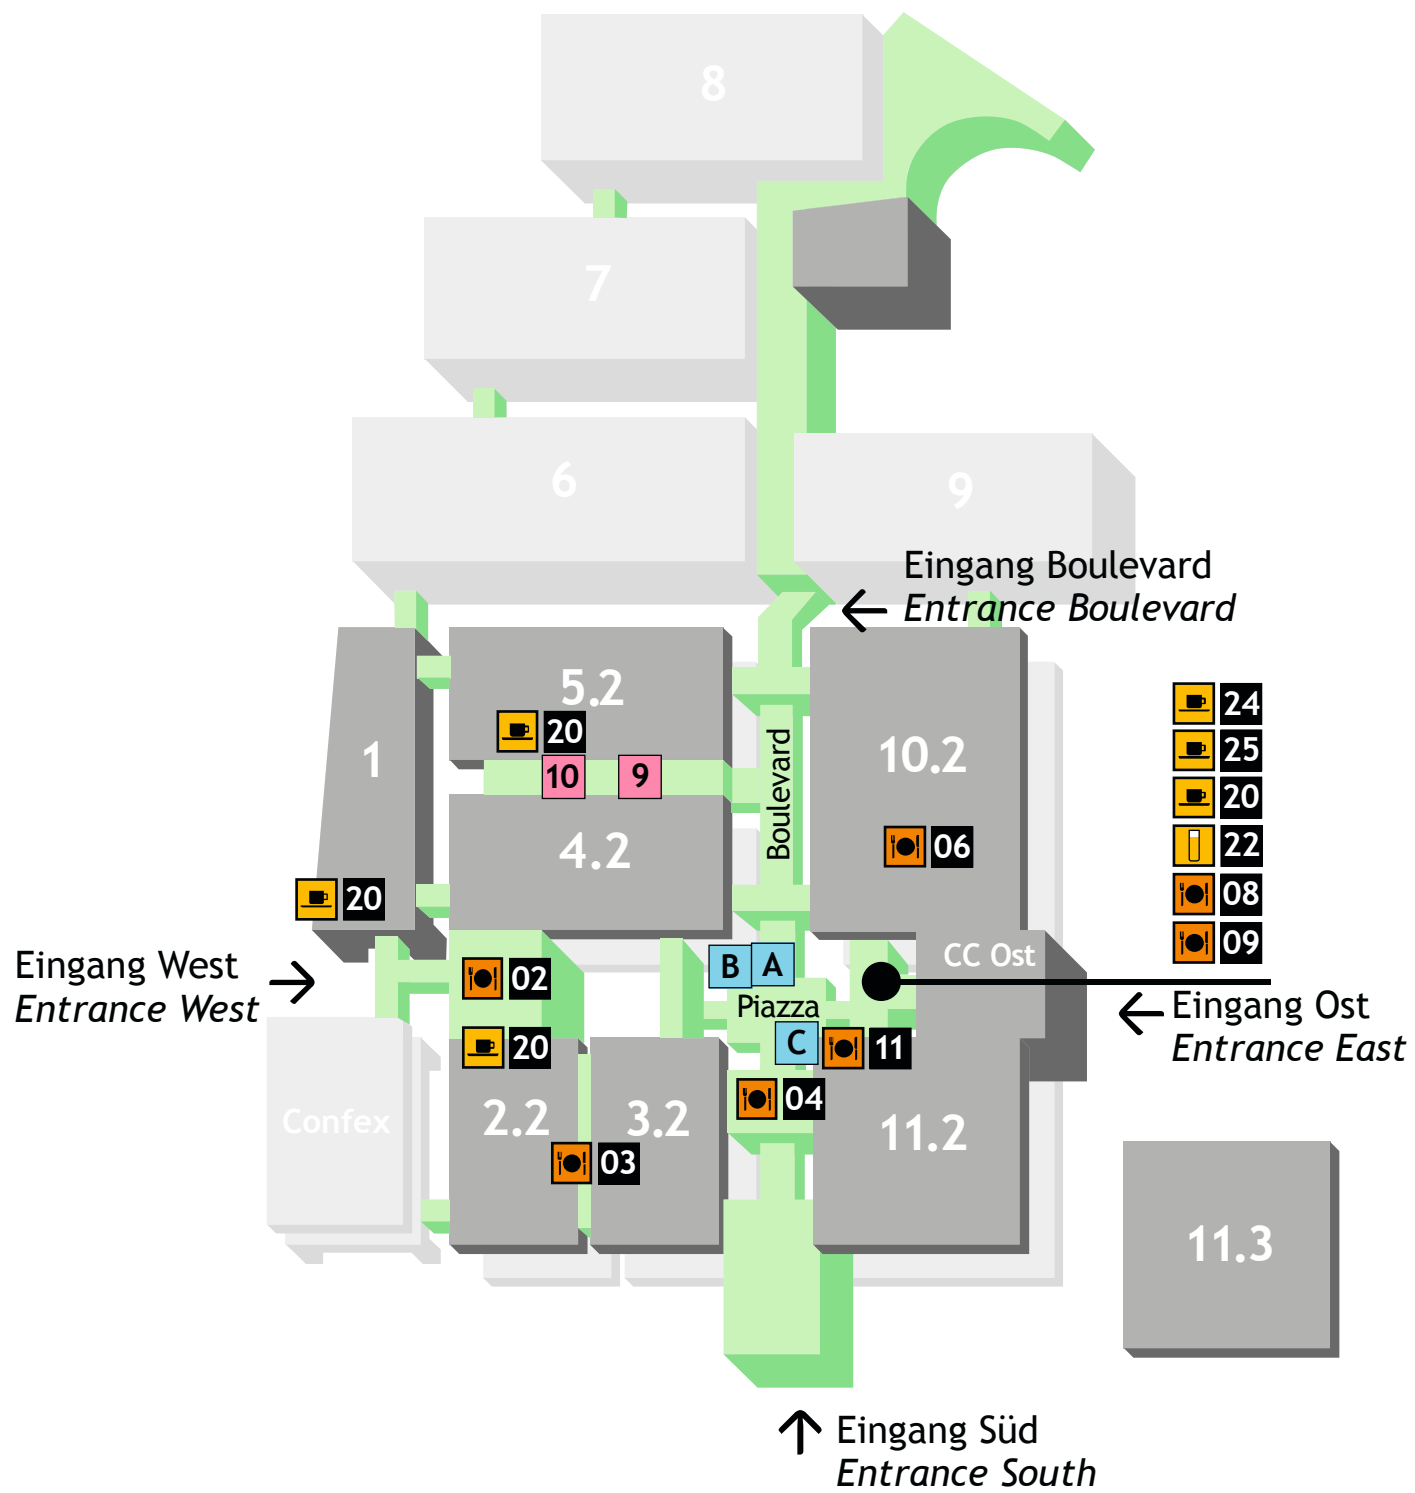 8
7
6
9
Eingang Boulevard
Entrance Boulevard
5.2
20
1
10
9
Boulevard
10.2
4.2
06
24
25
20
22
08
09
20
CC Ost
B
A
Eingang West
Entrance West
02
Piazza
Eingang Ost
Entrance East
20
C
11
04
Confex
2.2
3.2
11.2
03
11.3
Eingang Süd
Entrance South